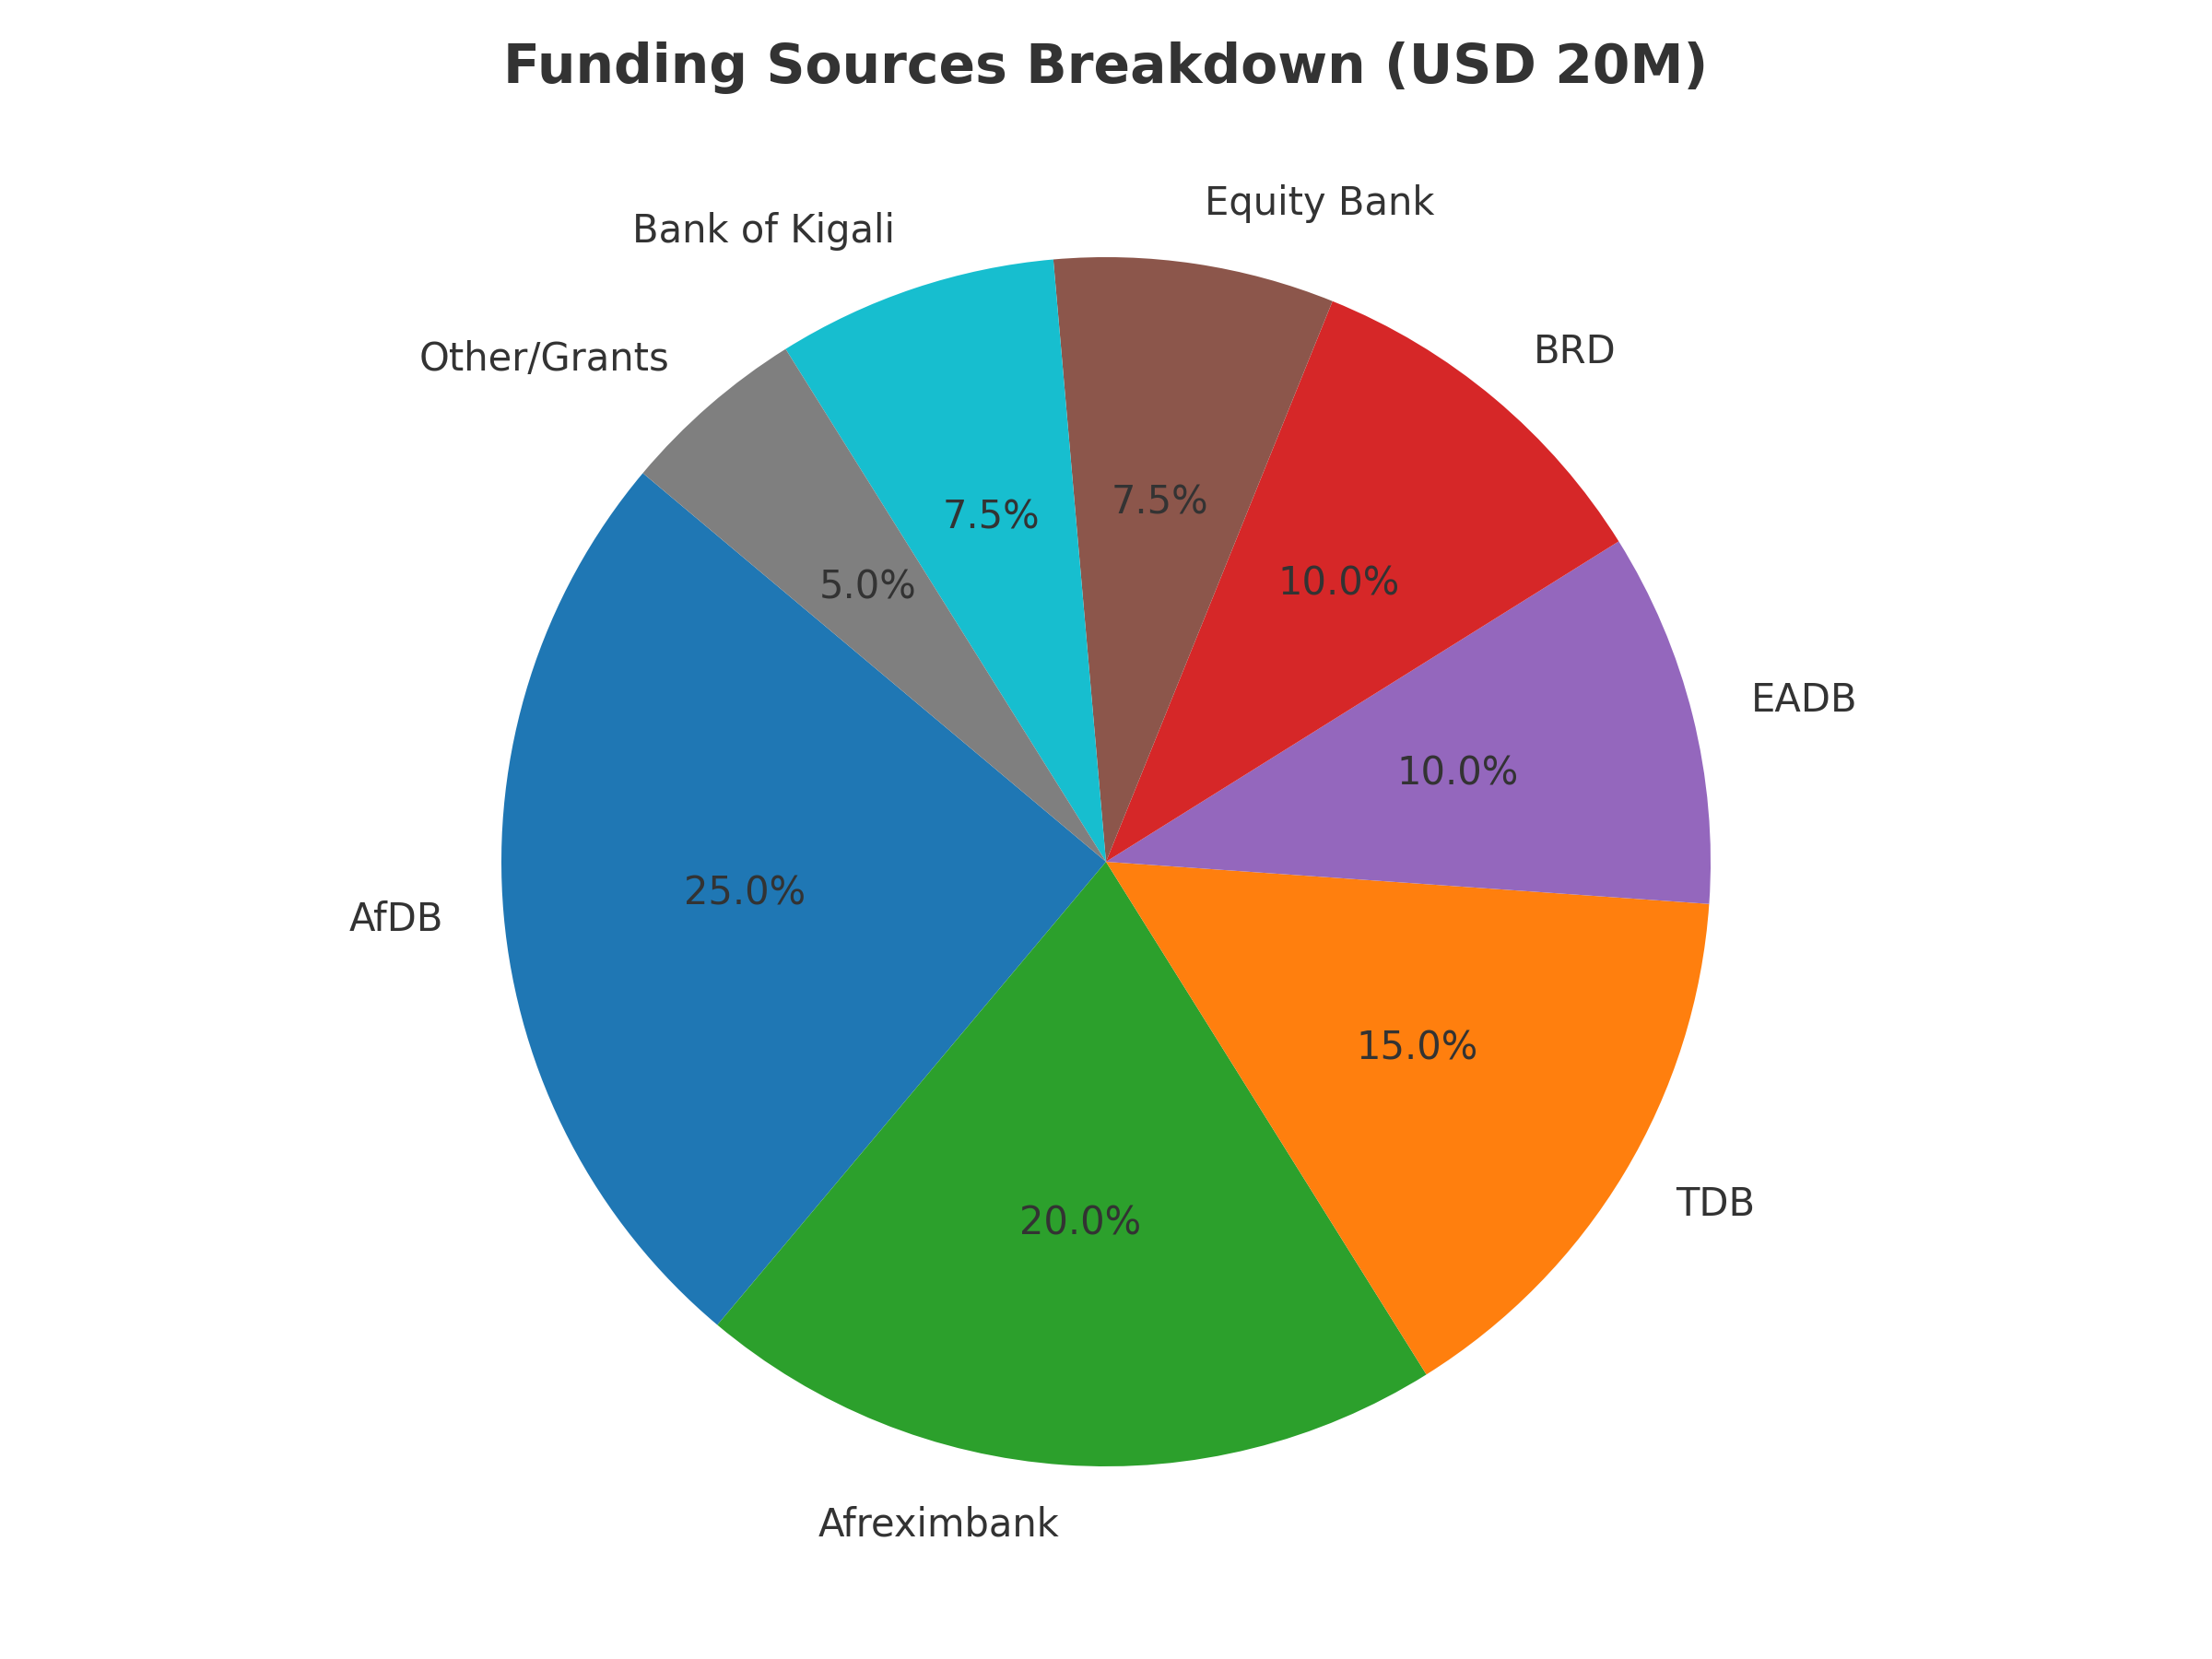 Funding Sources Breakdown (USD 20M)
Equity Bank
Bank of Kigali
BRD
Other/Grants
7.5%
7.5%
10.0%
5.0%
EADB
10.0%
25.0%
AfDB
15.0%
TDB
20.0%
Afreximbank